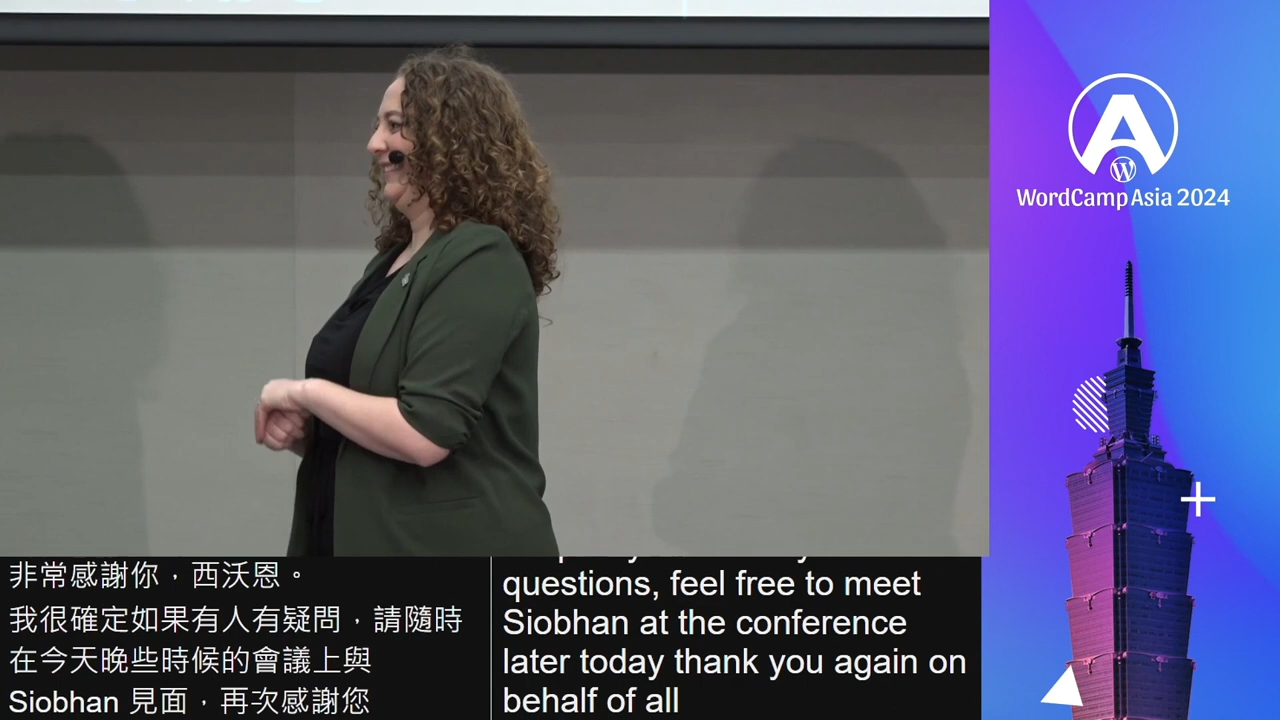 WordCamp Asia 2024
非常感謝你，西沃恩。
我很確定如果有人有疑問，請隨時
在今天晚些時候的會議上與
Siobhan 見面，再次感謝您
questions, feel free to meet
Siobhan at the conference
later today thank you again on
behalf of all